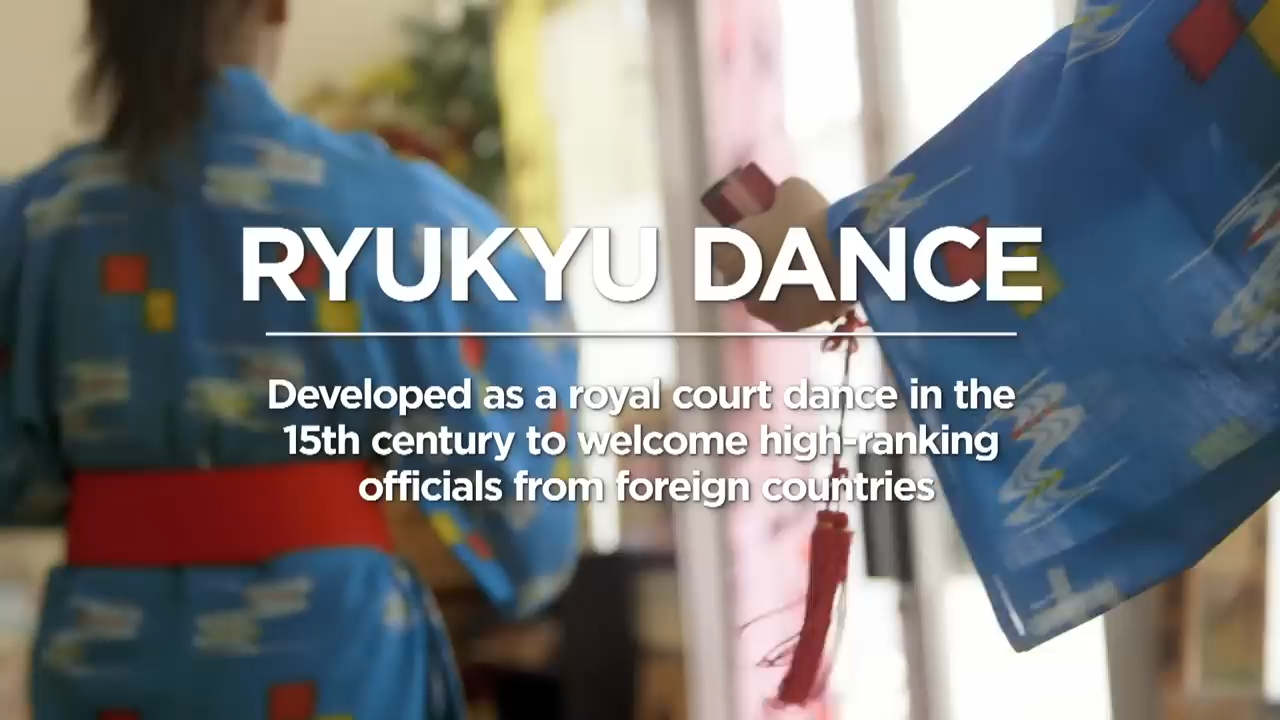 RYUKYU DANCE
Developed as a royal court dance in the
15th century to welcome high-ranking
officials from foreign countries